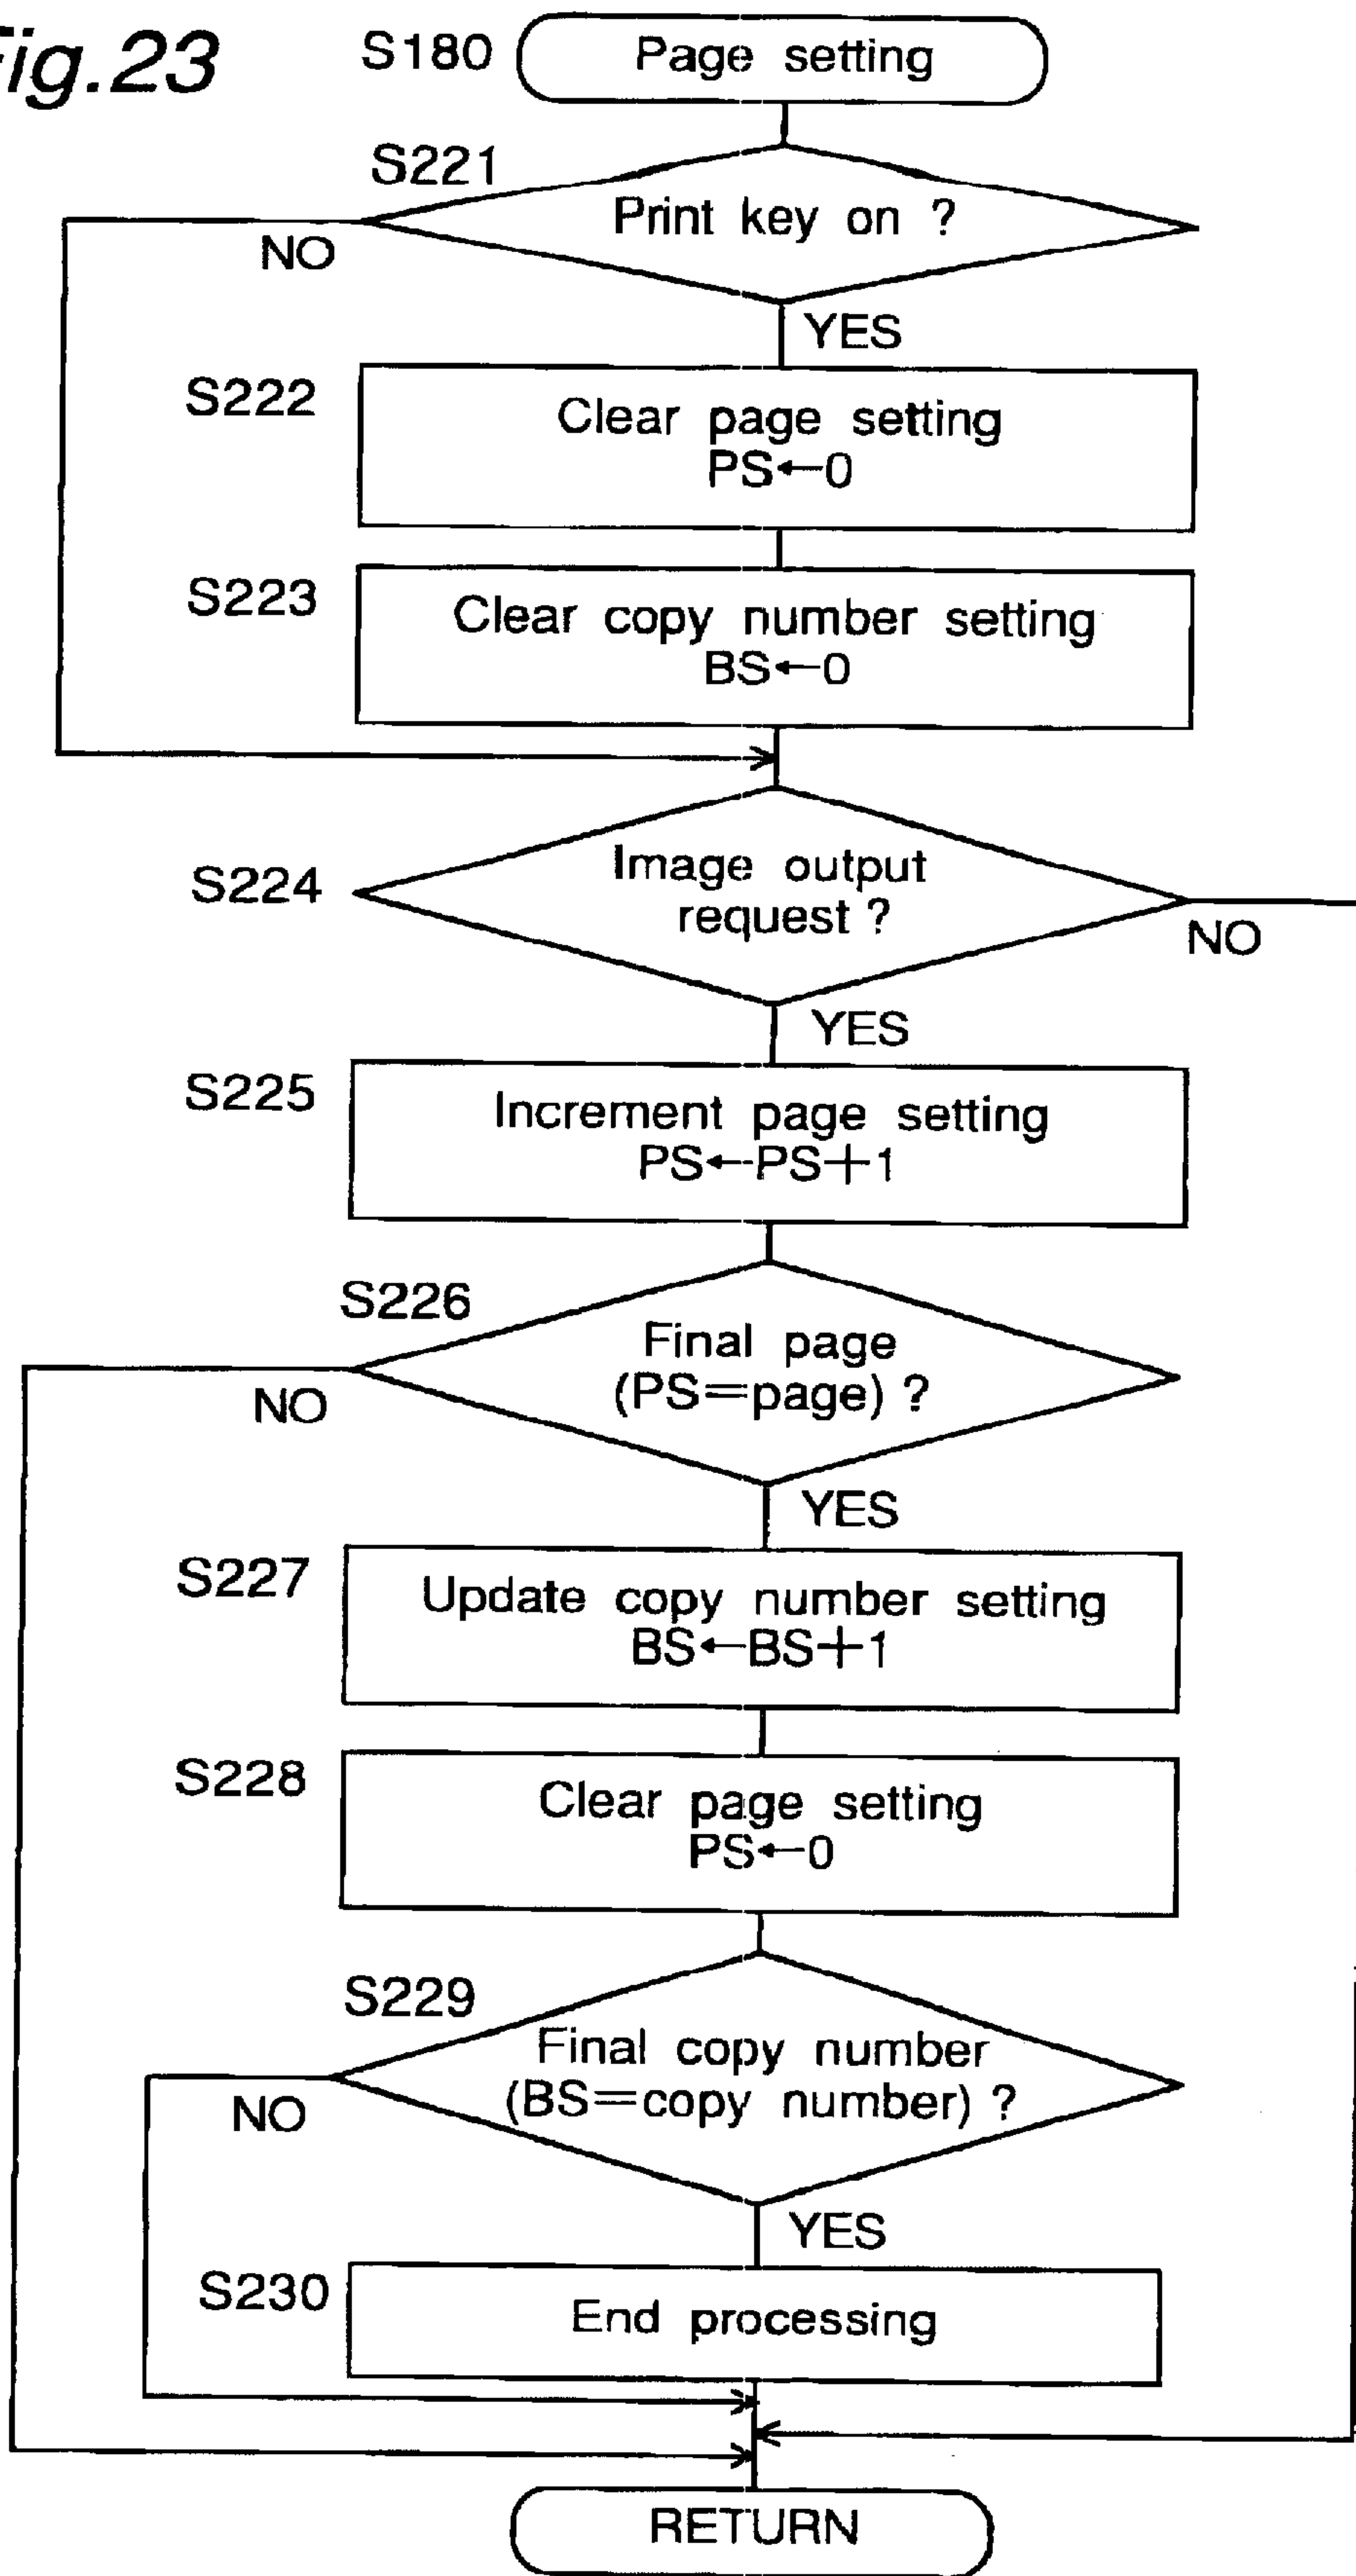 Fig.23
S180
Page setting
S221
Print key on ?
NO
YES
S222
Clear page setting
PS←0
S223
Clear copy number setting
BS←0
S224
Image output
request ?
NO
YES
S225
Increment page setting
PS←PS+1
S226
Final page
(PS=page) ?
NO
YES
S227
Update copy number setting
BS←BS+1
S228
Clear page setting
PS←0
S229
Final copy number
(BS=copy number) ?
NO
YES
S230
End processing
RETURN